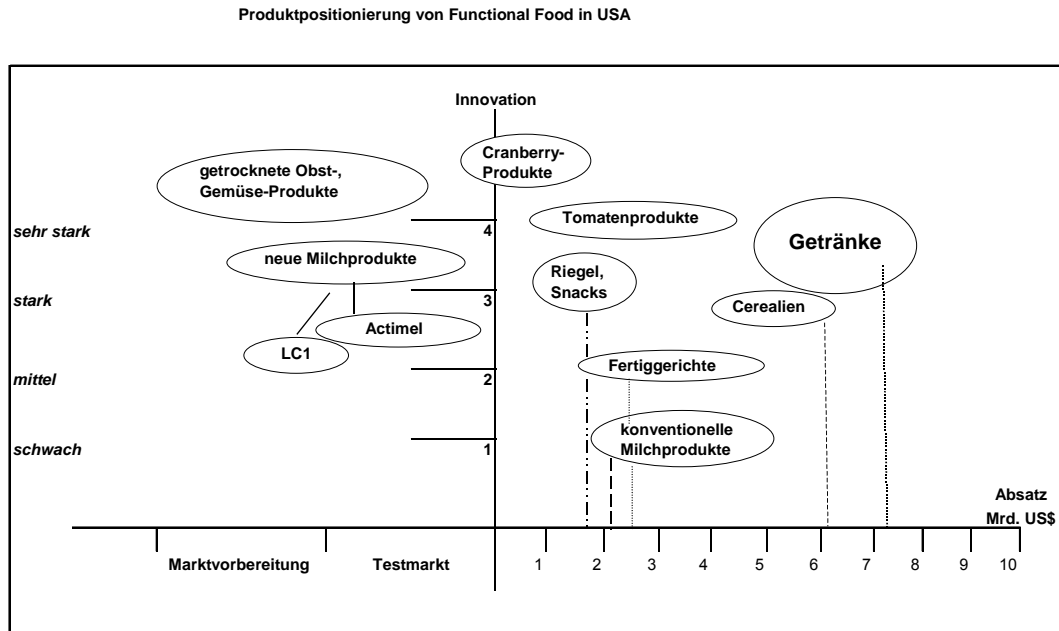 Produktpositionierung von Functional Food in USA
Innovation
Cranberry-
Produkte
getrocknete Obst-,
Gemüse-Produkte
Tomatenprodukte
sehr stark
4
Getränke
neue Milchprodukte
Riegel,
Snacks
stark
3
Cerealien
Actimel
LC1
Fertiggerichte
mittel
2
konventionelle
Milchprodukte
schwach
1
Absatz
Mrd. US$
Marktvorbereitung
Testmarkt
1 2 3 4 5 6 7 8 9 10